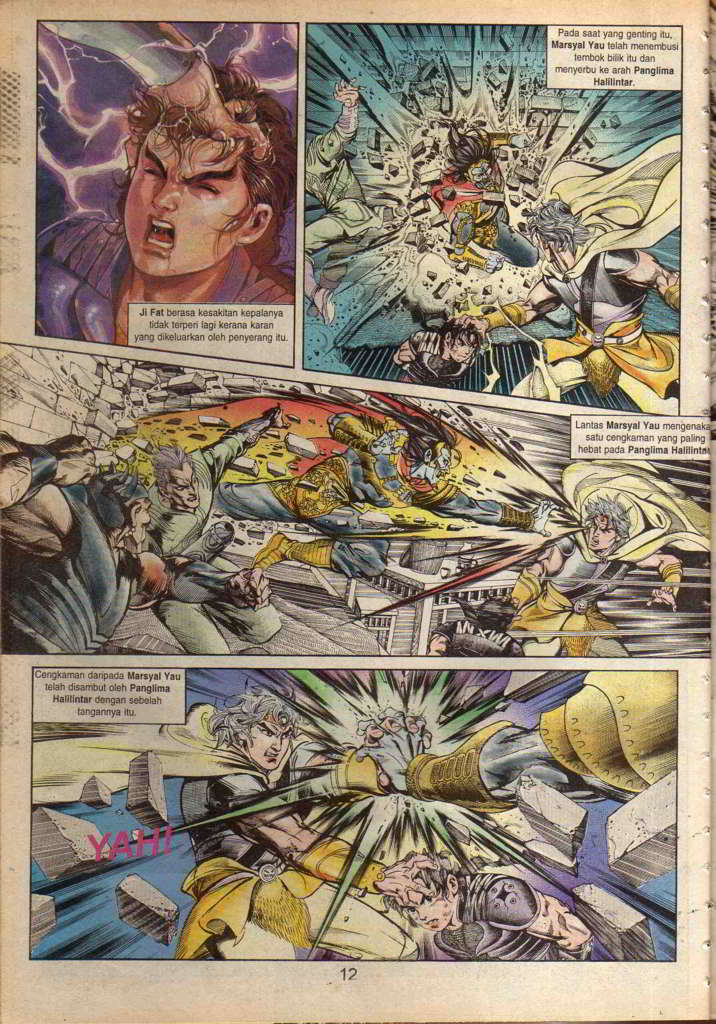 Ji Fat berasa kesakitan kepalanya
tidak terperi lagi kerana karan
yang dikeluarkan oleh penyerang itu.
Pada saat yang genting itu,
Marsyal Yau telah menembusi
tembok bilik itu dan
menyerbu ke arah Panglima
Halilintar.
Lantas Marsyal Yau mengenaka
satu cengkaman yang paling
hebat pada Panglima Halilintar
Cengkaman daripada Marsyal Yau
telah disambut oleh Panglima
Halilintar dengan sebelah
tangannya itu.
YAH!
12